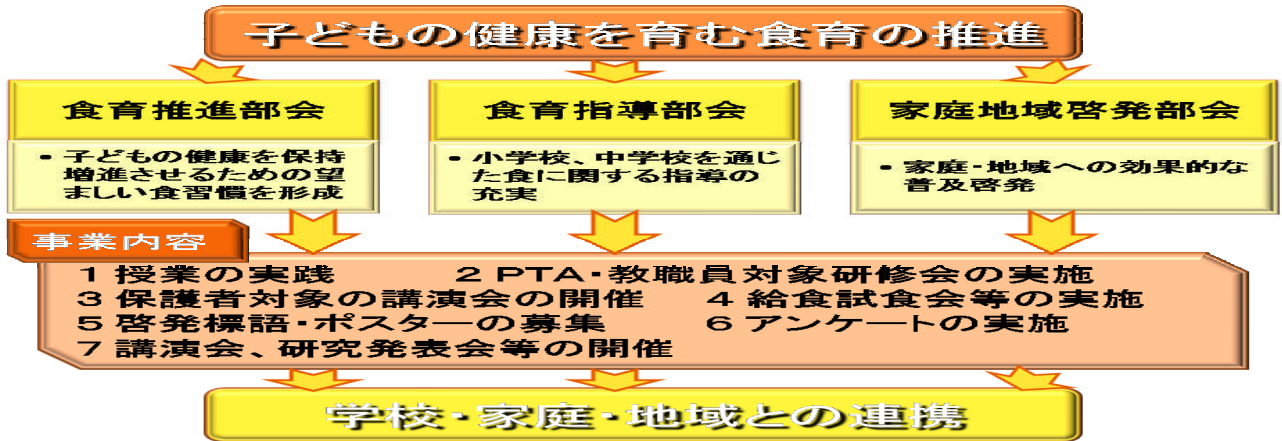 子どもの健康を育む食育の推進
食育推進部会
• 子どもの健康を保持
増進させるための望
ましい食習慣を形成
食育指導部会
• 小学校、中学校を通じ
た食に関する指導の
充実
家庭地域啓発部会
• 家庭・地域への効果的な
普及啓発
事業内容
1 授業の実践 2 PTA・教職員対象研修会の実施
3 保護者対象の講演会の開催 4 給食試食会等の実施
5 啓発標語・ポスターの募集 6 アンケートの実施
7 講演会、研究発表会等の開催
学校・家庭・地域との連携